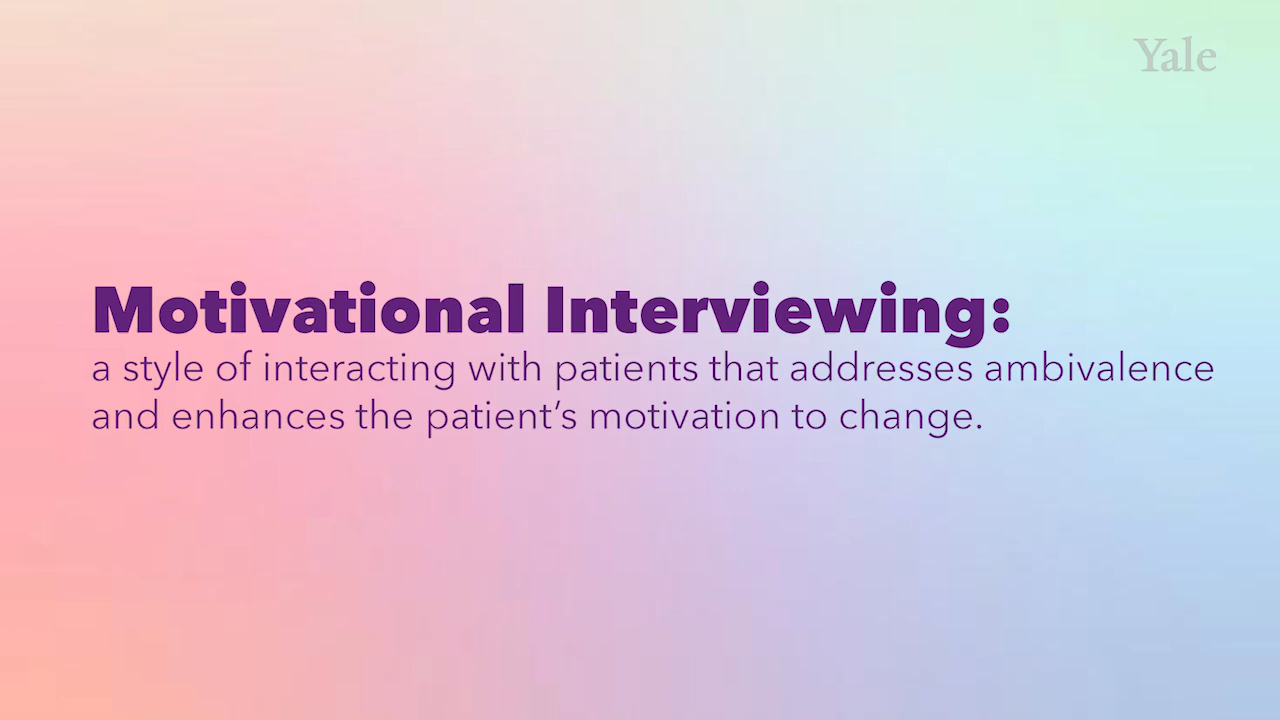 Yale
Motivational Interviewing:
a style of interacting with patients that addresses ambivalence
and enhances the patient’s motivation to change.